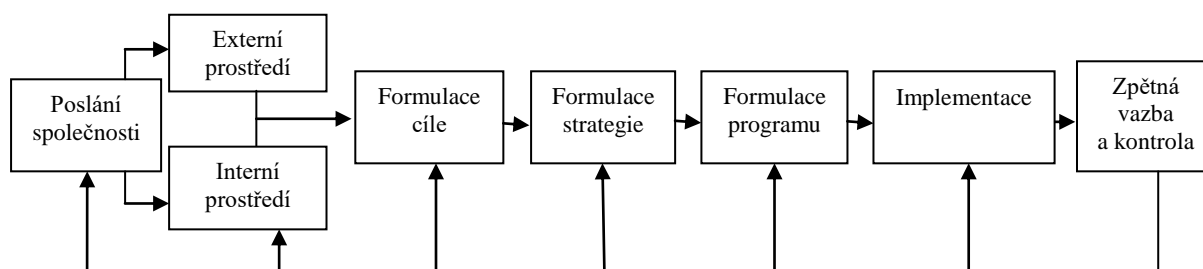 Poslání
společnosti
Externí
prostředí
Interní
prostředí
Formulace
cíle
Formulace
strategie
Formulace
programu
Implementace
Zpětná
vazba
a kontrola